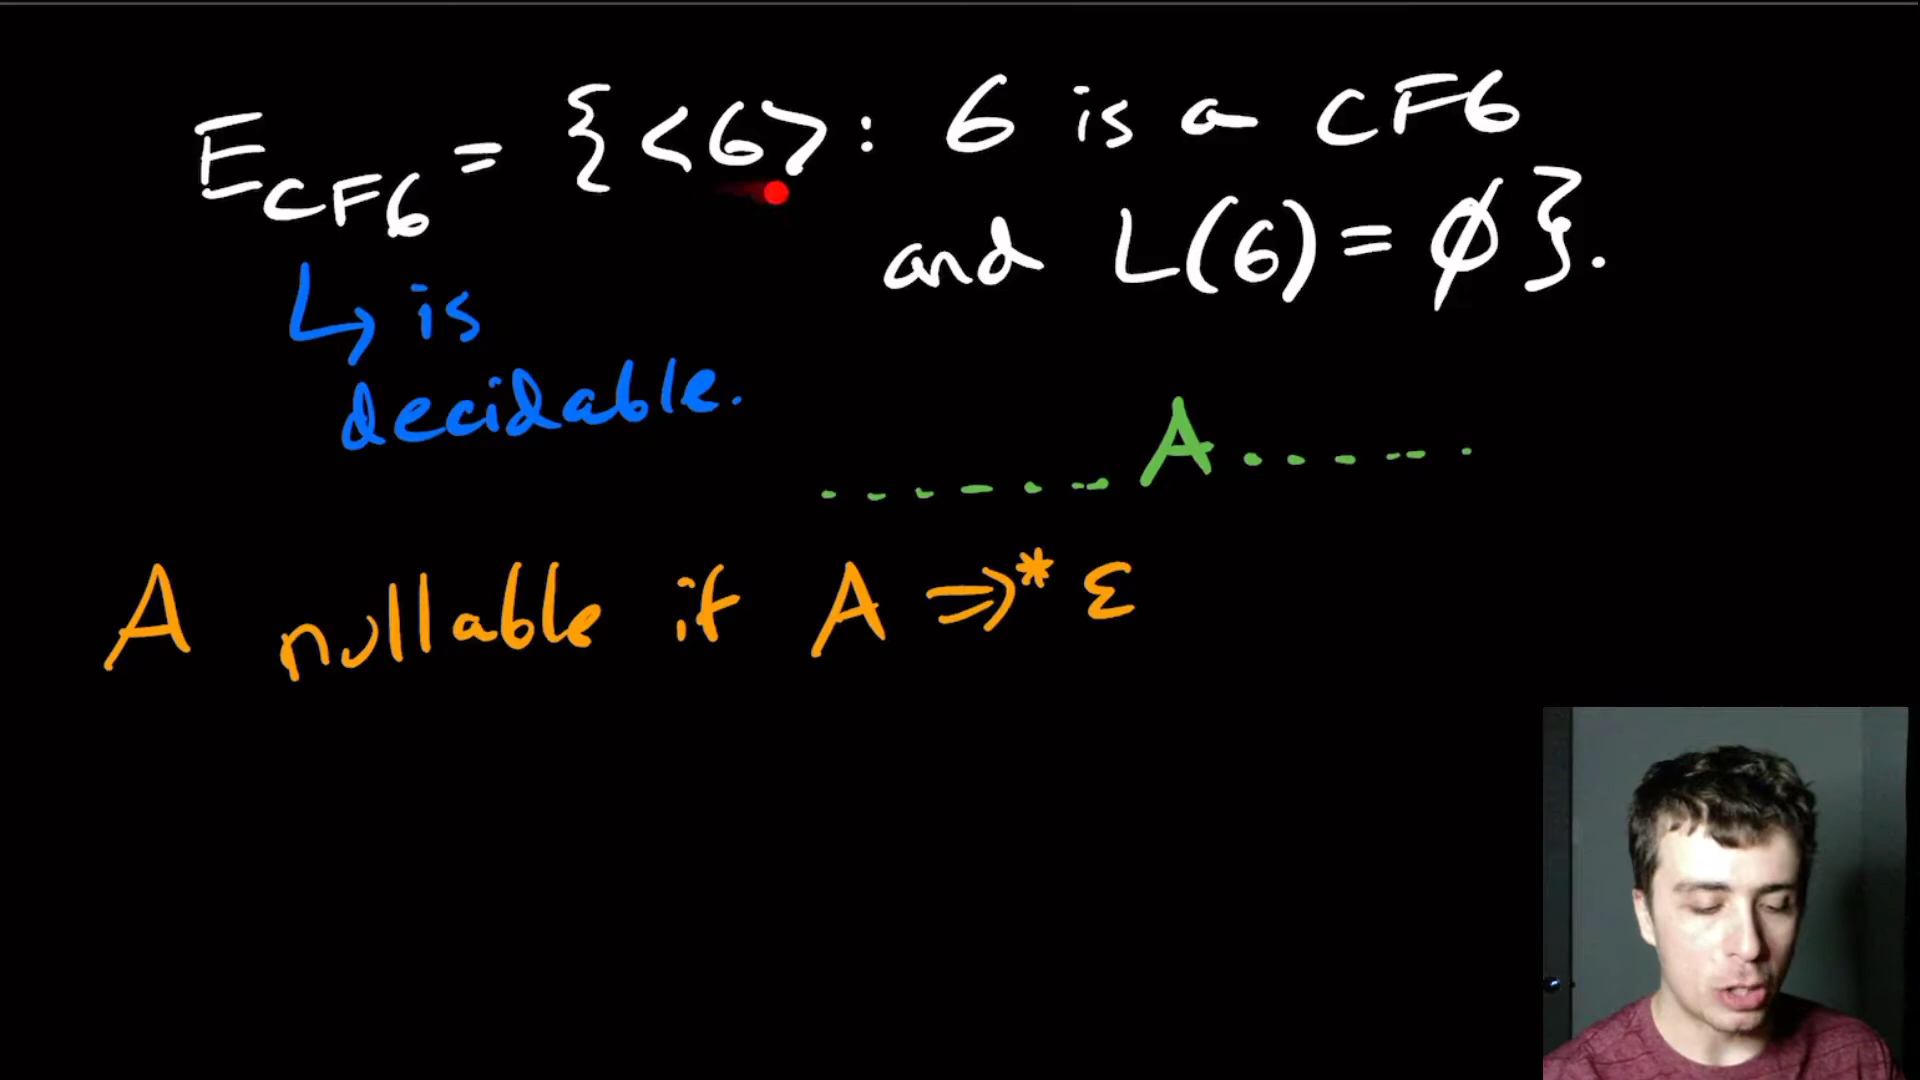 E_CFG = {<G>: G is a CFG
and L(G) = ∅}.
↳ is
decidable.
. . . - . -. A . . . -- .
A nullable if A ⇒* ε